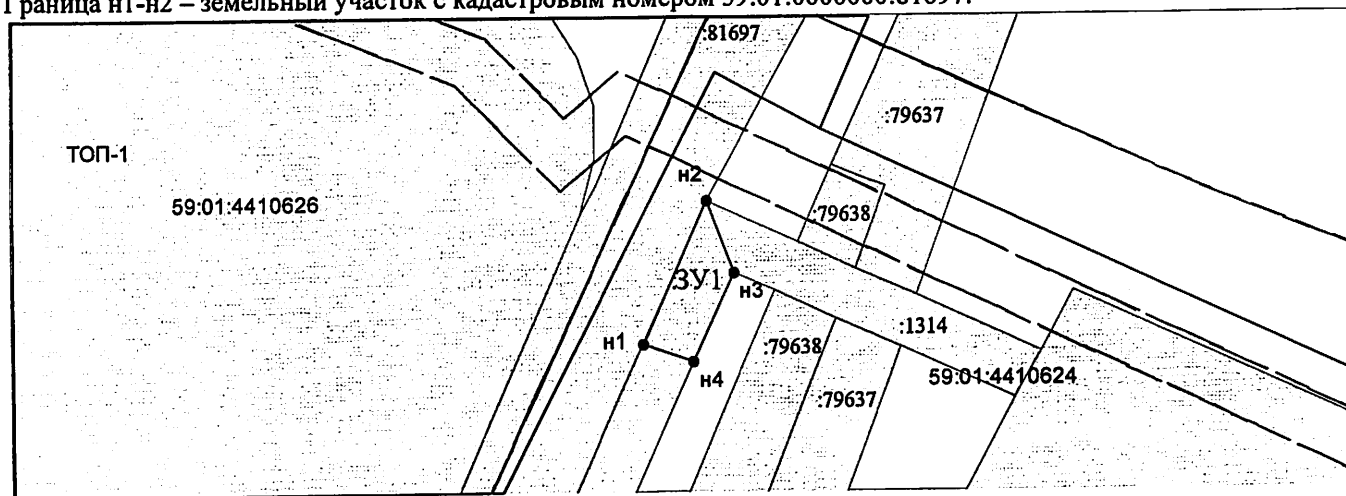 Граница н1-н2 – земельный участок с кадастровым номером 59:01:0000000:81697.
:81697
:79637
ТОП-1
н2
59:01:4410626
:79638
ЗУ1
н3
:1314
н1
:79638
н4
59:01:4410624
:79637